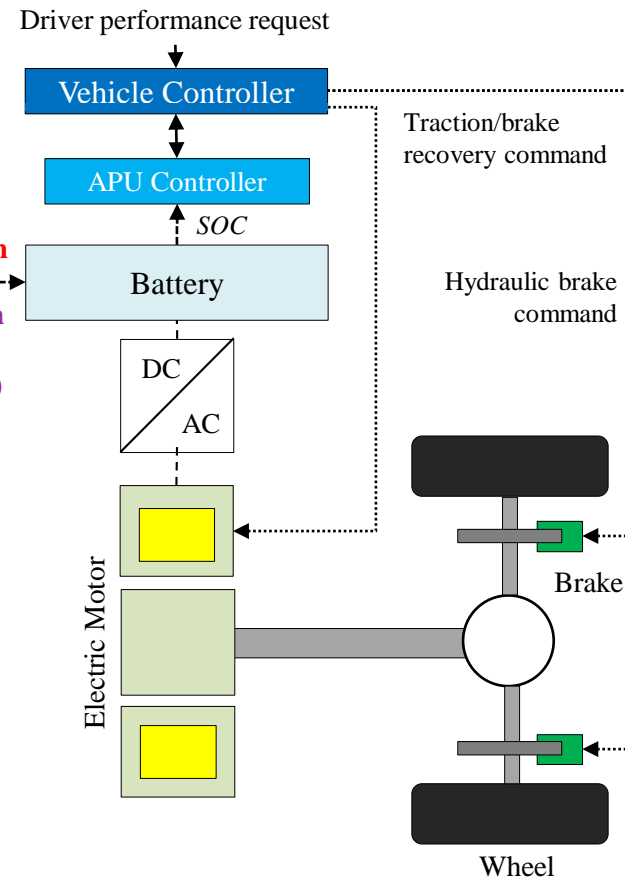 Driver performance request
Vehicle Controller
Traction/brake
recovery command
APU Controller
SOC
Battery
Hydraulic brake
command
DC
AC
Electric Motor
Brake
Wheel